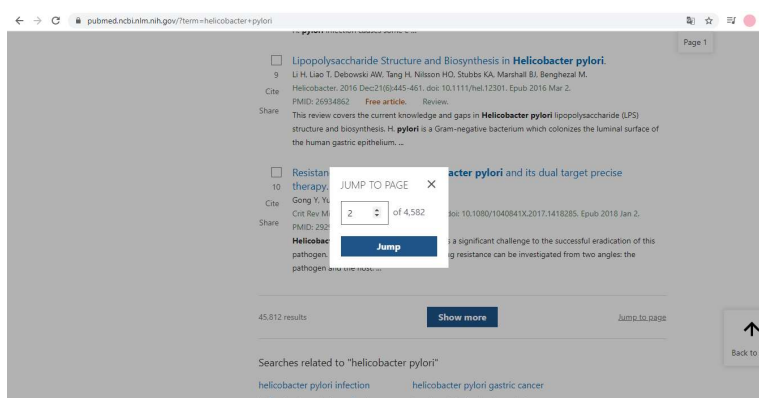 pubmed.ncbi.nlm.nih.gov/?term=helicobacter+pylori
Page 1
Lipopolysaccharide Structure and Biosynthesis in Helicobacter pylori.
9
Li H, Liao T, Debowski AW, Tang H, Nilsson HO, Stubbs KA, Marshall BJ, Benghezal M.
Cite
Helicobacter. 2016 Dec;21(6):445-461. doi: 10.1111/hel.12301. Epub 2016 Mar 2.
PMID: 26934862 Free article. Review.
Share
This review covers the current knowledge and gaps in Helicobacter pylori lipopolysaccharide (LPS)
structure and biosynthesis. H. pylori is a Gram-negative bacterium which colonizes the luminal surface of
the human gastric epithelium. ...
Resistan
acter pylori and its dual target precise
10
therapy.
Cite
Gong Y, Yu
Crit Rev Mi
doi: 10.1080/1040841X.2017.1418285. Epub 2018 Jan 2.
Share
PMID: 292
Helicobac
s a significant challenge to the successful eradication of this
pathogen.
ng resistance can be investigated from two angles: the
pathogen and the host. ...
JUMP TO PAGE
2 of 4,582
Jump
45,812 results
Show more
Jump to page
Back to
Searches related to "helicobacter pylori"
helicobacter pylori infection
helicobacter pylori gastric cancer